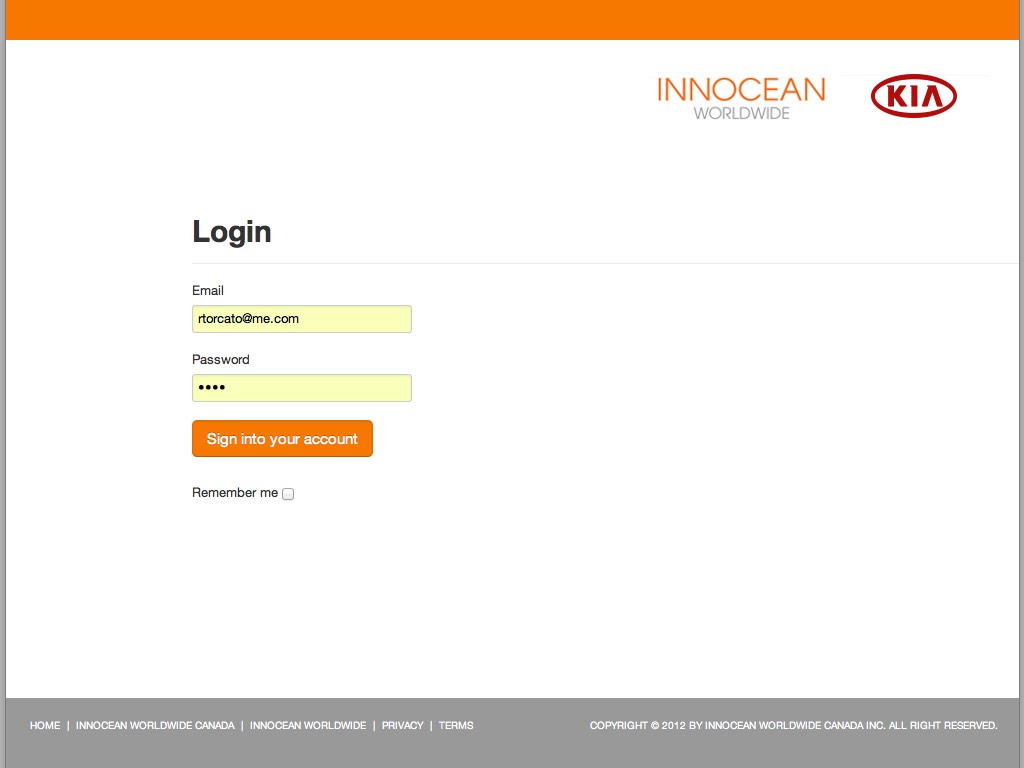 INNOCEAN
WORLDWIDE
KIA
Login
Email
rtorcato@me.com
Password
••••
Sign into your account
Remember me
HOME | INNOCEAN WORLDWIDE CANADA | INNOCEAN WORLDWIDE | PRIVACY | TERMS
COPYRIGHT © 2012 BY INNOCEAN WORLDWIDE CANADA INC. ALL RIGHT RESERVED.